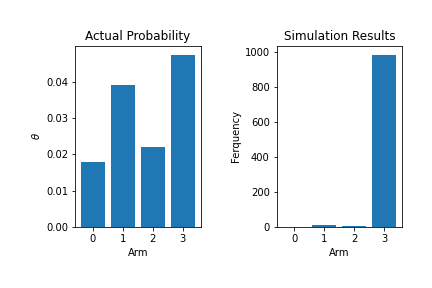 Actual Probability
θ
0.04
0.03
0.02
0.01
0.00
0 1 2 3
Arm
Simulation Results
Ferquency
1000
800
600
400
200
0
0 1 2 3
Arm